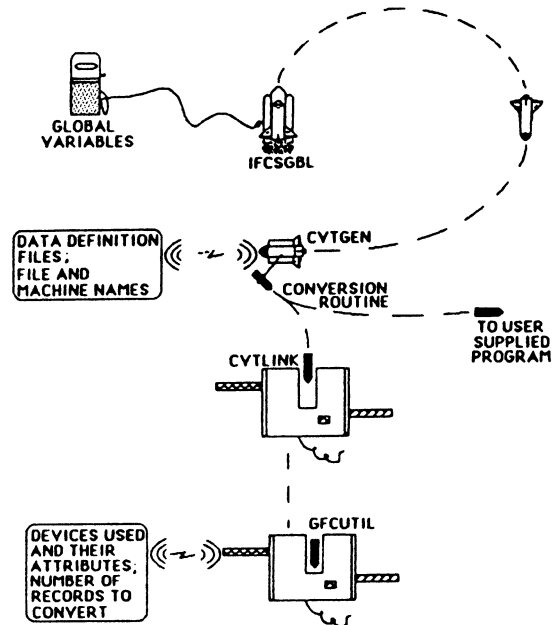 GLOBAL
VARIABLES
IFCSGBL
CVTGEN
DATA DEFINITION
FILES;
FILE AND
MACHINE NAMES
CONVERSION
ROUTINE
TO USER
SUPPLIED
PROGRAM
CVTLINK
GFCUTIL
DEVICES USED
AND THEIR
ATTRIBUTES;
NUMBER OF
RECORDS TO
CONVERT